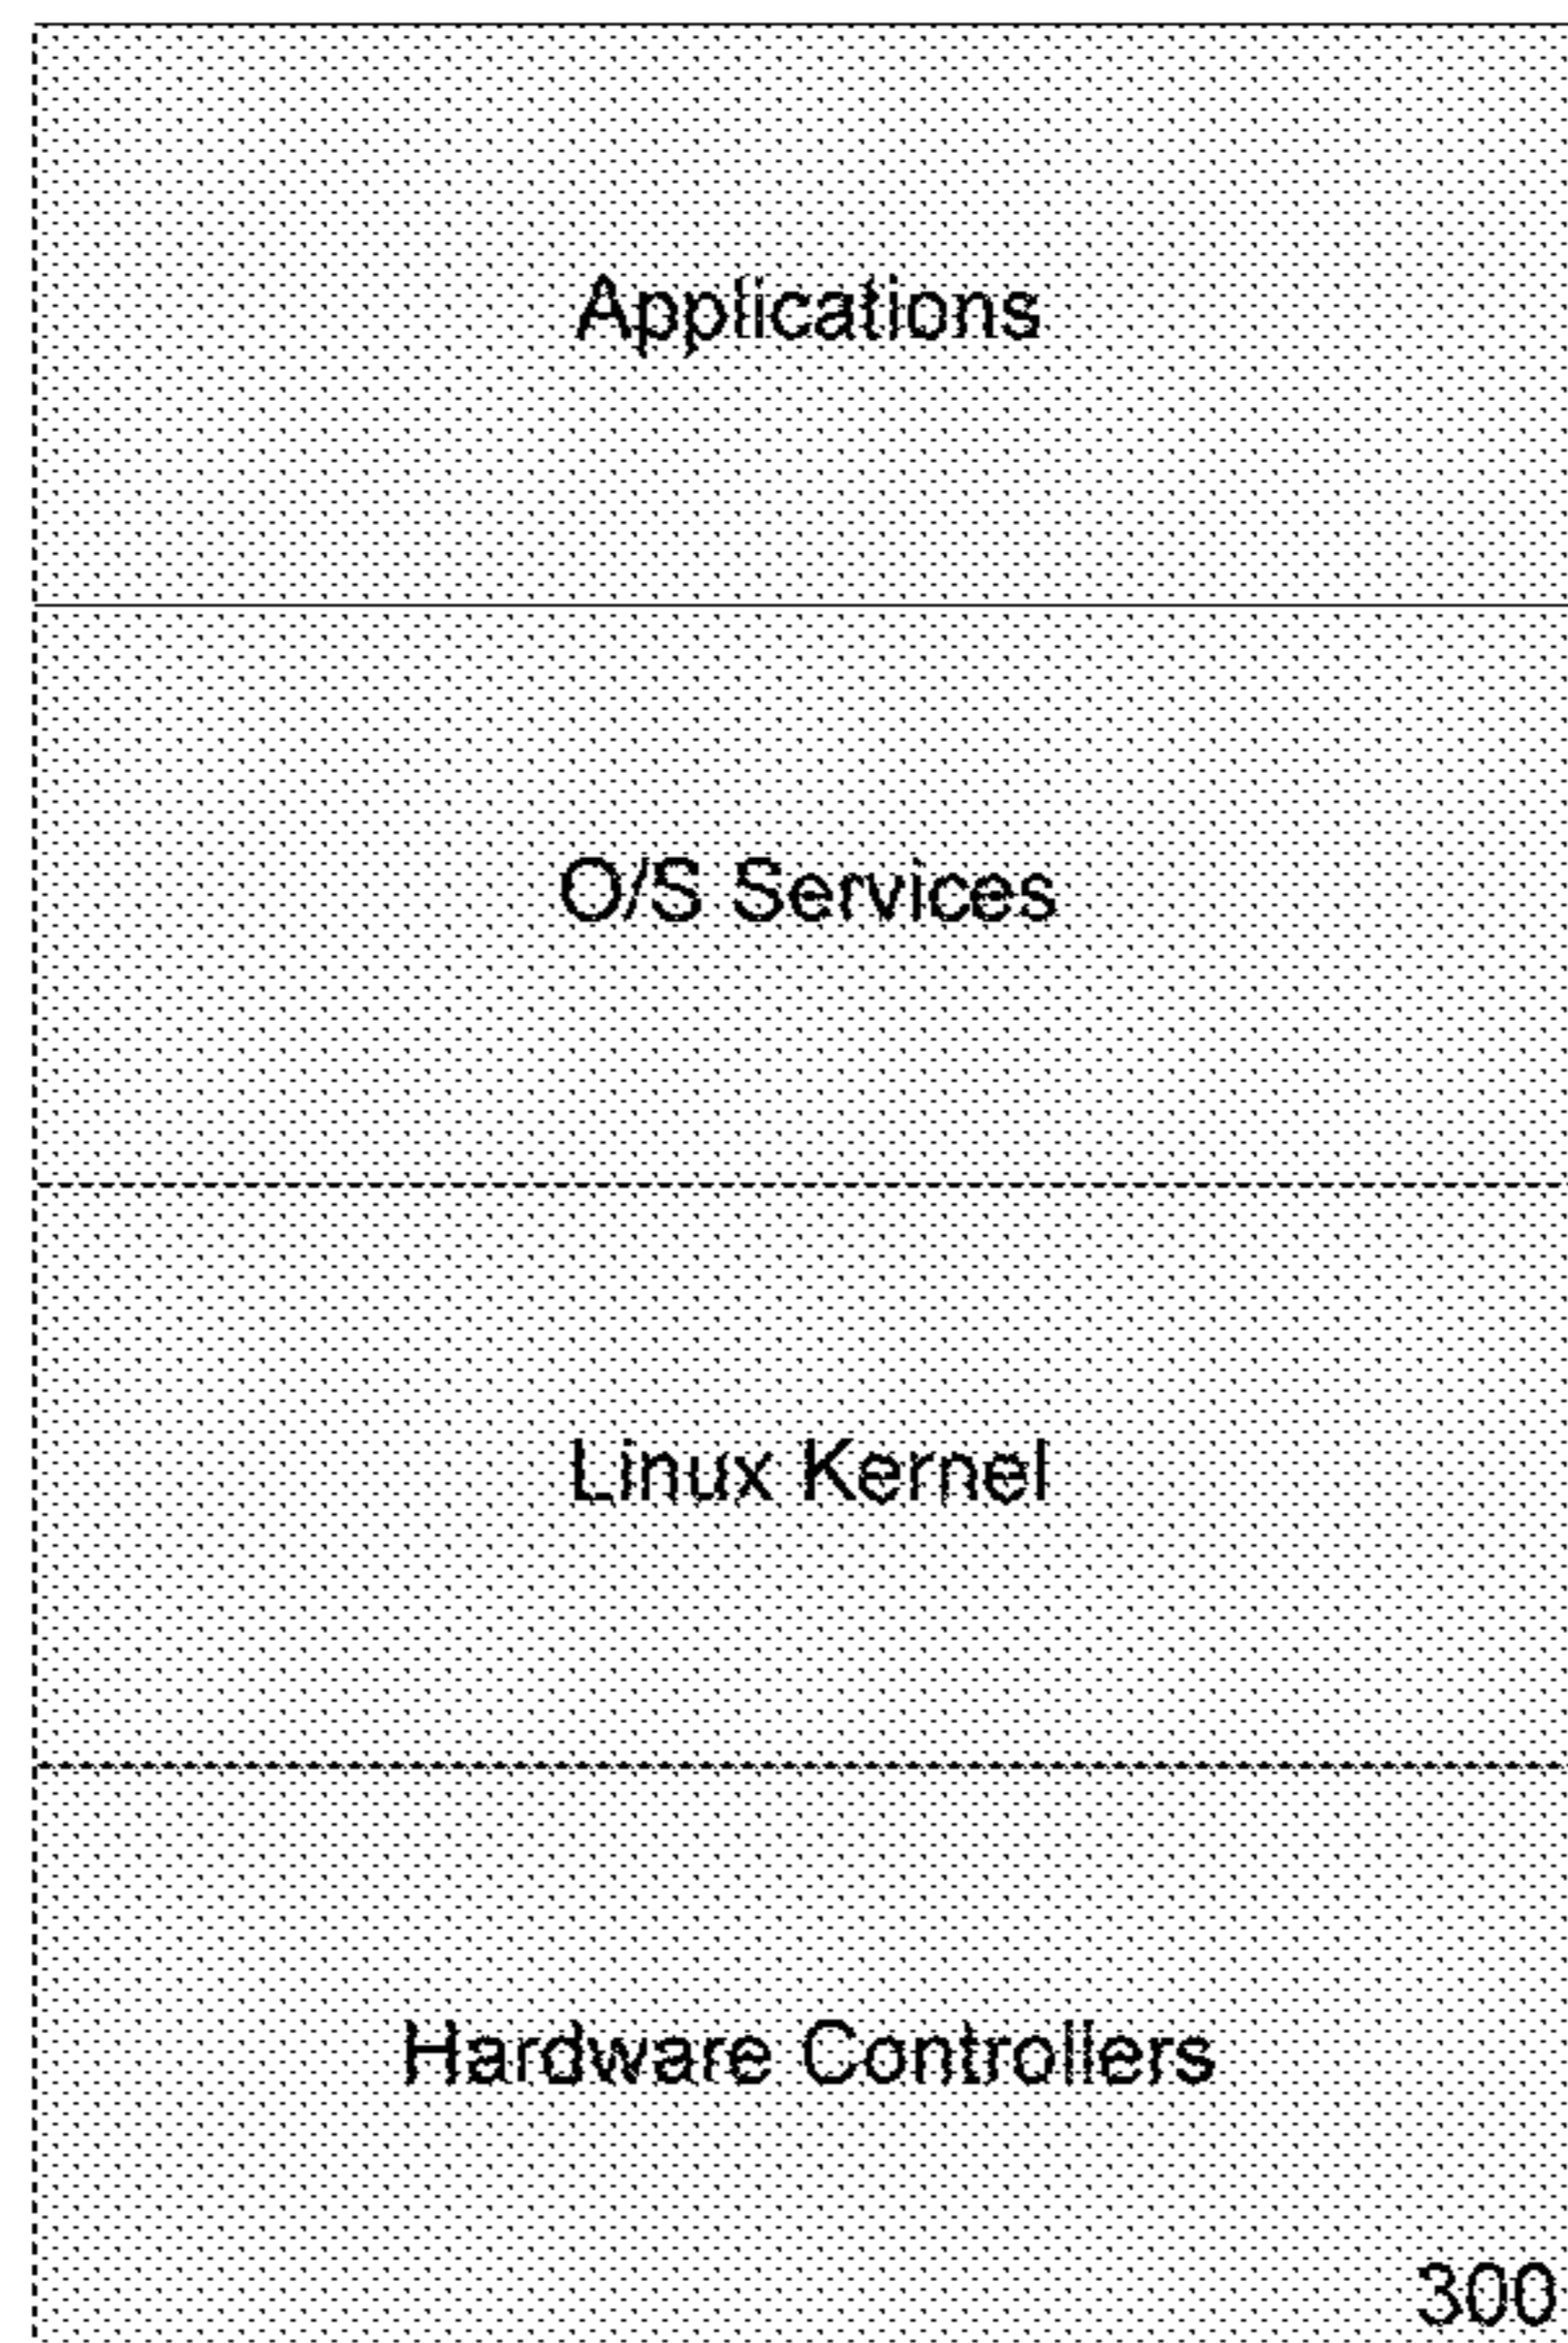 Applications
O/S Services
Linux Kernel
Hardware Controllers
300